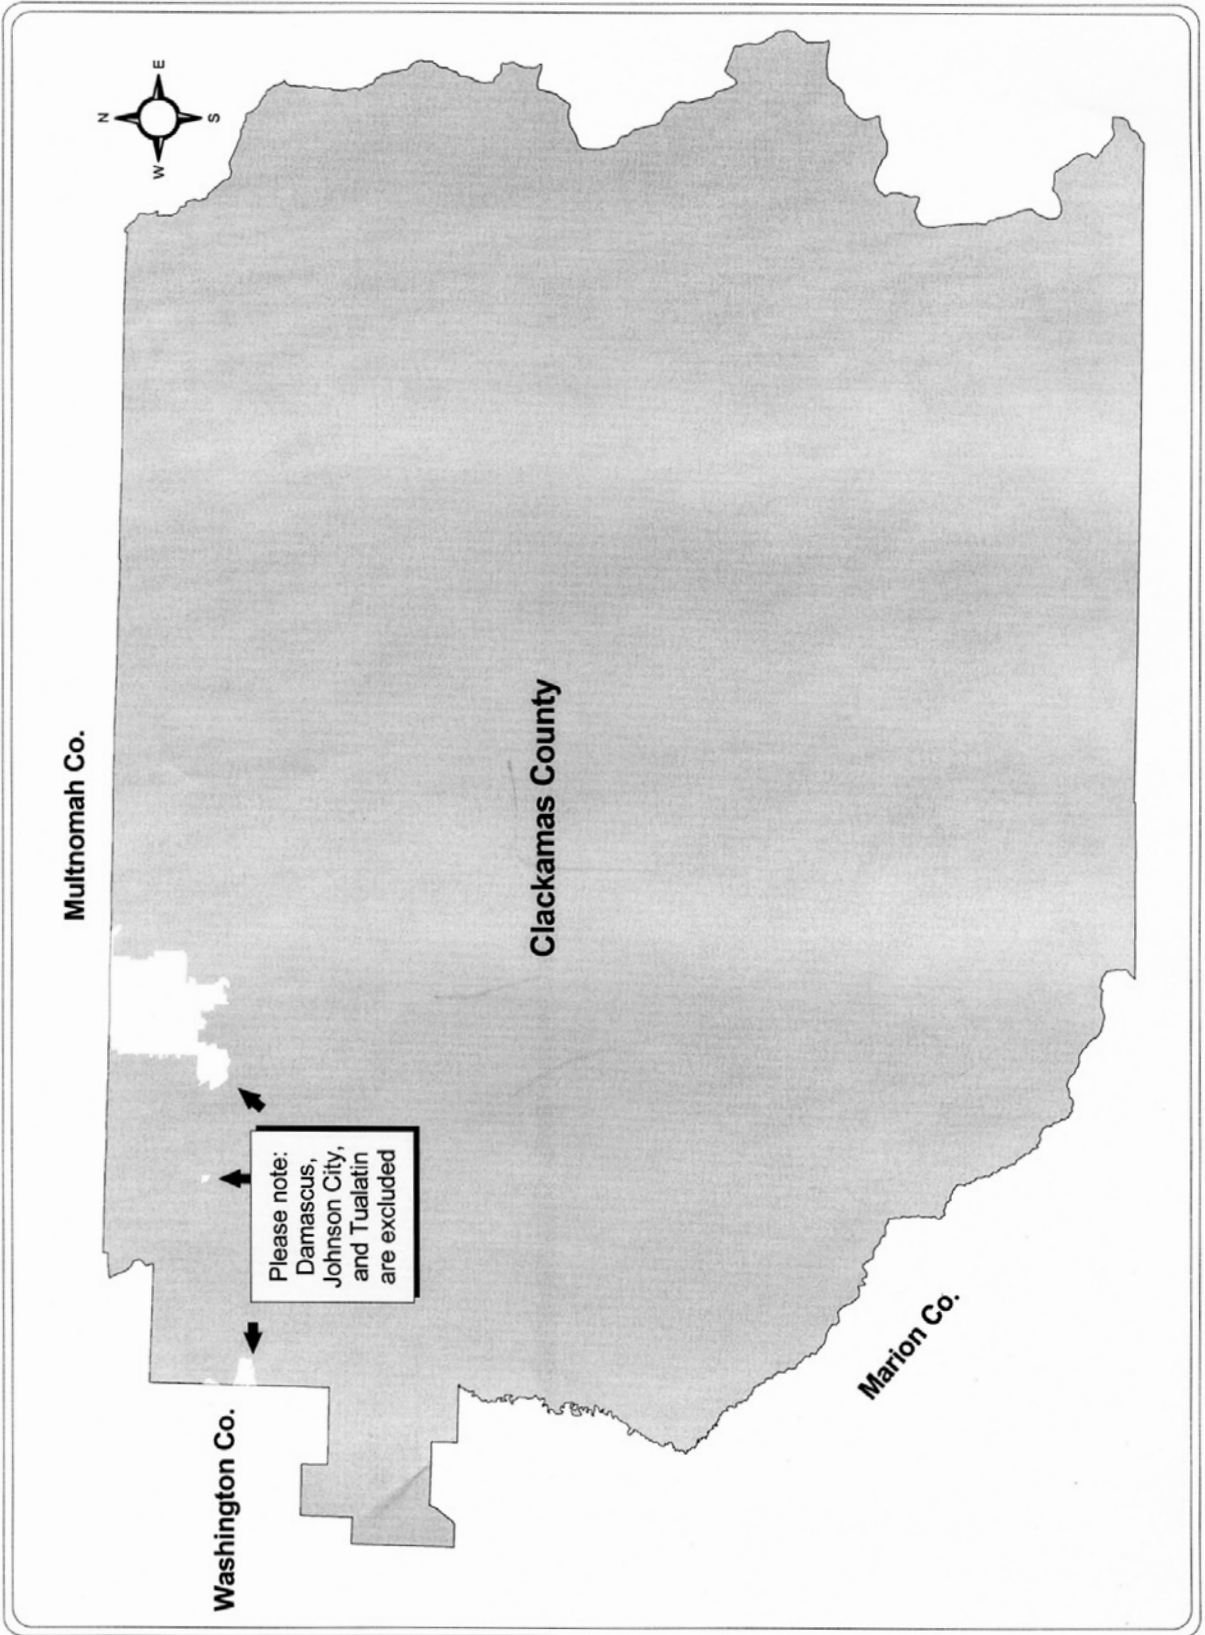 Multnomah Co.
N
W
E
S
Washington Co.
Please note:
Damascus,
Johnson City,
and Tualatin
are excluded
Clackamas County
Marion Co.